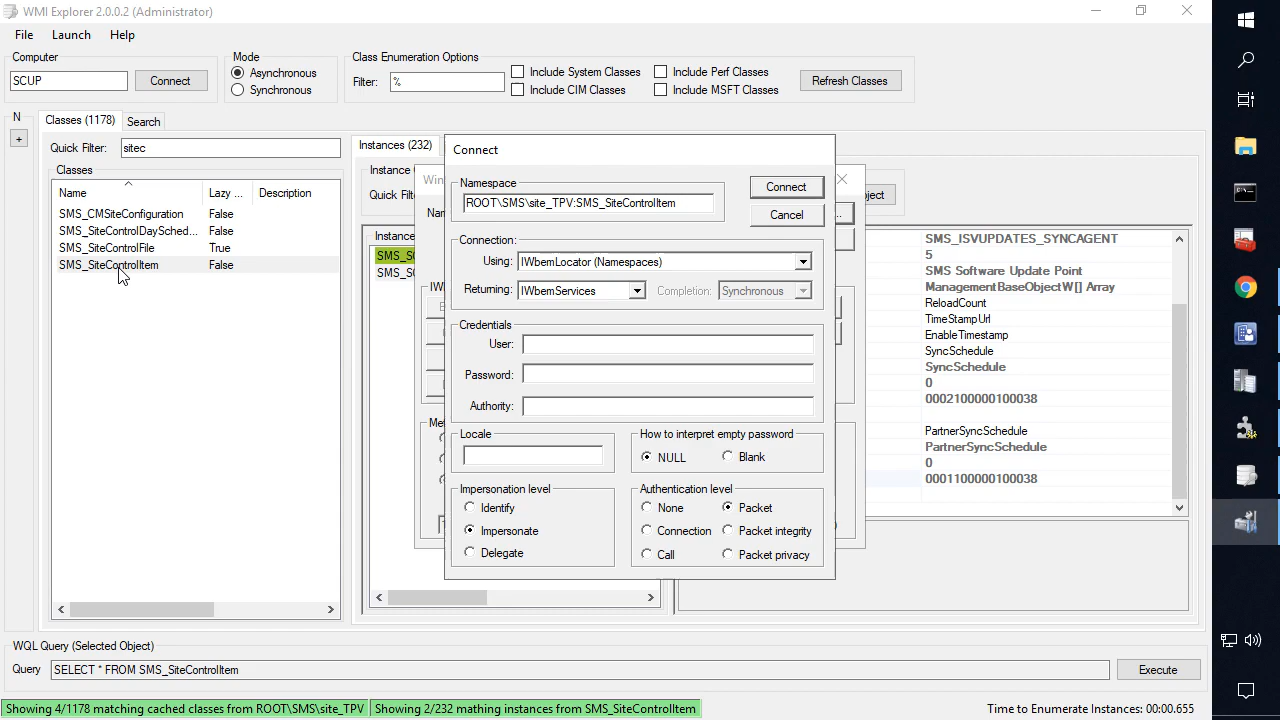 WMI Explorer 2.0.0.2 (Administrator)
File Launch Help
Computer
SCUP
Connect
Mode
Asynchronous
Synchronous
Class Enumeration Options
Filter: %
Include System Classes
Include CIM Classes
Include Perf Classes
Include MSFT Classes
Refresh Classes
N
+
Classes (1178) Search
Quick Filter: sitec
Classes
Name Lazy ... Description
SMS_CMSiteConfiguration False
SMS_SiteControlDaySched... False
SMS_SiteControlFile True
SMS_SiteControlItem False
Instances (232)
Connect
Namespace
ROOT\SMS\site_TPV:SMS_SiteControlItem
Connect
Cancel
Connection:
Using: IWbemLocator (Namespaces)
Returning: IWbemServices
Completion: Synchronous
Credentials
User:
Password:
Authority:
Locale
How to interpret empty password
NULL
Blank
Impersonation level
Identify
Impersonate
Delegate
Authentication level
None
Connection
Call
Packet
Packet integrity
Packet privacy
SMS_ISVUPDATES_SYNCAGENT
5
SMS Software Update Point
ManagementBaseObjectW[] Array
ReloadCount
TimeStampUrl
EnableTimestamp
SyncSchedule
SyncSchedule
0
0002100000100038
PartnerSyncSchedule
PartnerSyncSchedule
0
0001100000100038
WQL Query (Selected Object)
Query SELECT * FROM SMS_SiteControlItem
Execute
Showing 4/1178 matching cached classes from ROOT\SMS\site_TPV
Showing 2/232 mathing instances from SMS_SiteControlItem
Time to Enumerate Instances: 00:00.655